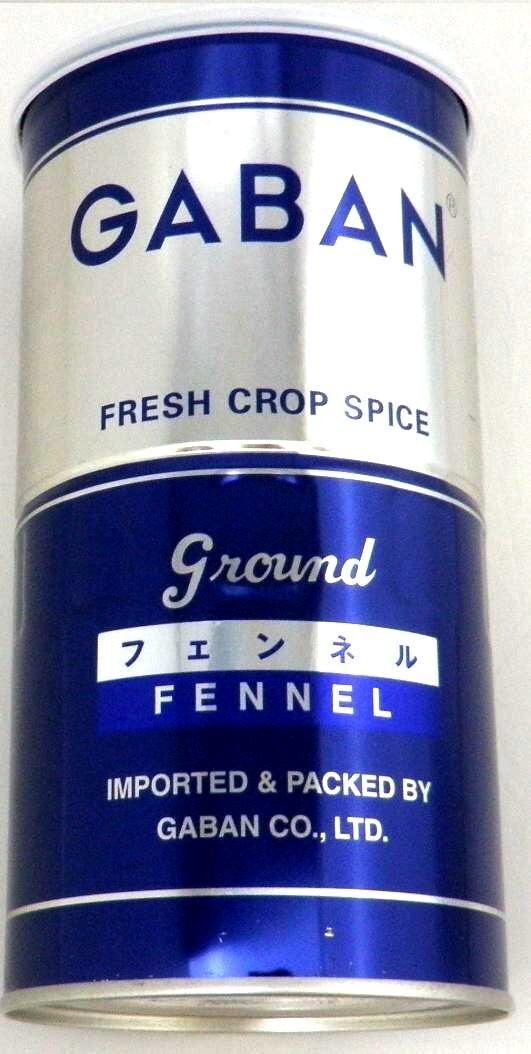 GABAN®
FRESH CROP SPICE
Ground
フェンネル
FENNEL
IMPORTED & PACKED BY
GABAN CO., LTD.